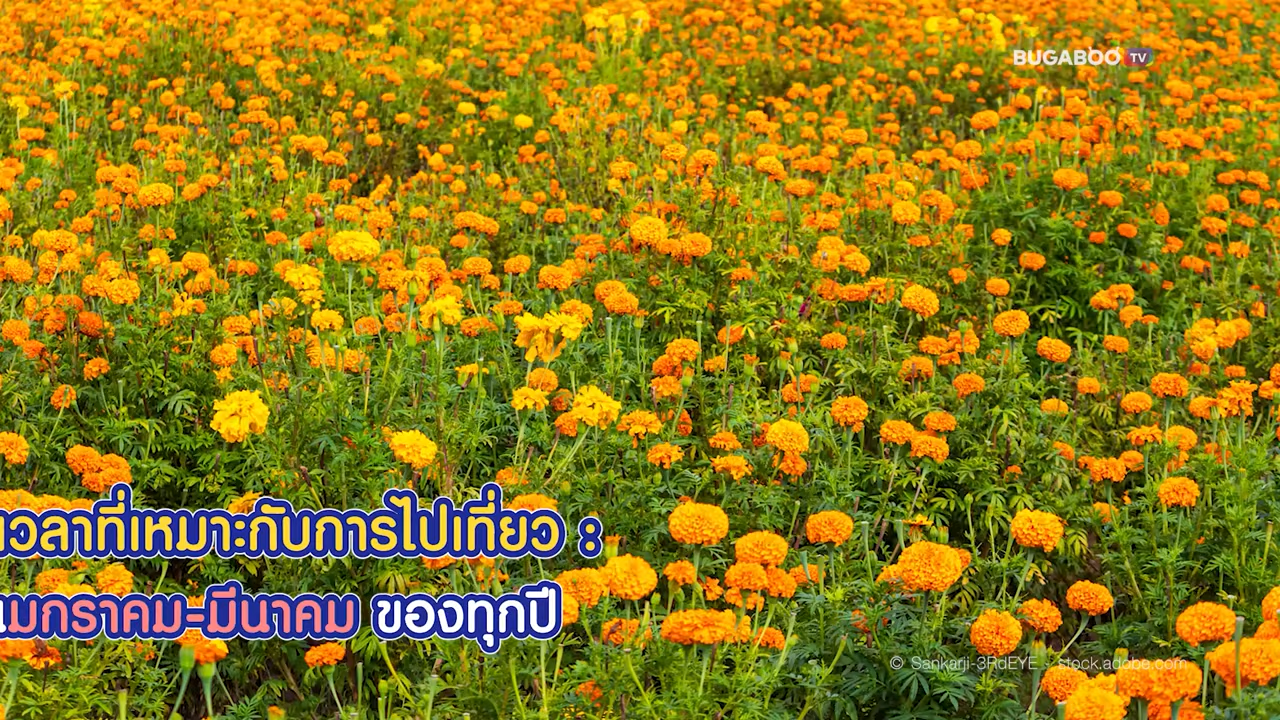 BUGABOO TV
เวลาที่เหมาะกับการไปเที่ยว :
มกราคม-มีนาคม ของทุกปี
© Sankarji-3RdEYE - stock.adobe.com